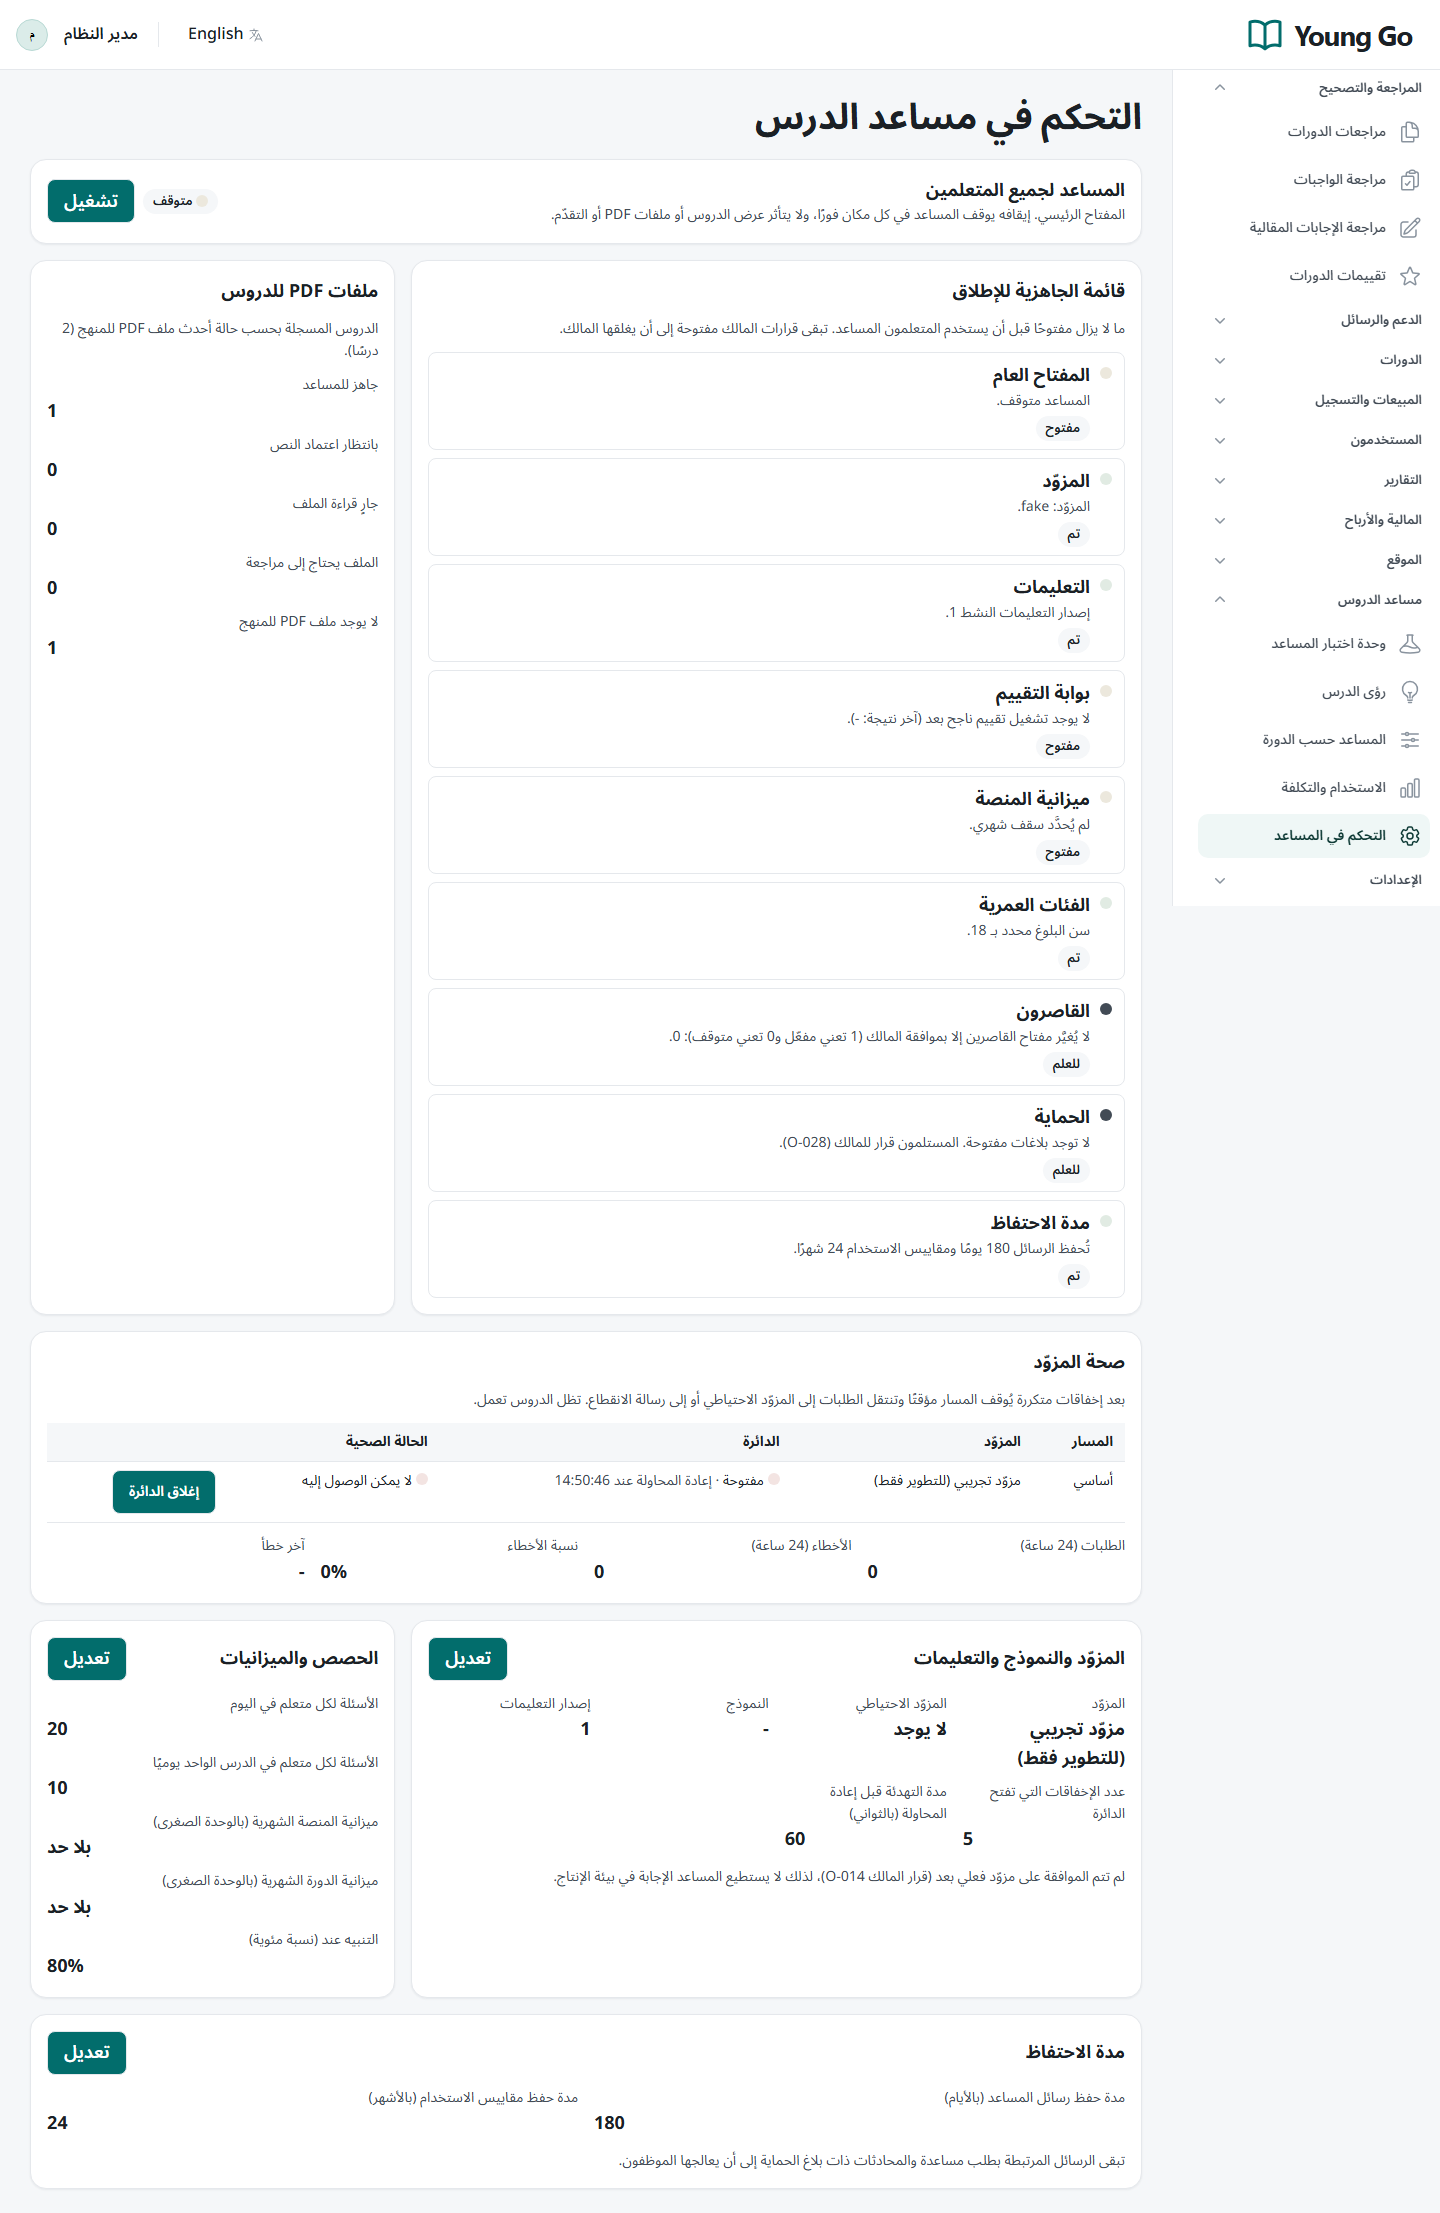 Young Go
English
مدير النظام
م
المراجعة والتصحيح
مراجعات الدورات
مراجعة الواجبات
مراجعة الإجابات المقالية
تقييمات الدورات
الدعم والرسائل
الدورات
المبيعات والتسجيل
المستخدمون
التقارير
المالية والأرباح
الموقع
مساعد الدروس
وحدة اختبار المساعد
رؤى الدرس
المساعد حسب الدورة
الاستخدام والتكلفة
التحكم في المساعد
الإعدادات
التحكم في مساعد الدرس
المساعد لجميع المتعلمين
المفتاح الرئيسي. إيقافه يوقف المساعد في كل مكان فورًا، ولا يتأثر عرض الدروس أو ملفات PDF أو التقدّم.
متوقف
تشغيل
قائمة الجاهزية للإطلاق
ما لا يزال مفتوحًا قبل أن يستخدم المتعلمون المساعد. تبقى قرارات المالك مفتوحة إلى أن يغلقها المالك.
المفتاح العام
المساعد متوقف.
مفتوح
المزوّد
المزوّد: fake.
تم
التعليمات
إصدار التعليمات النشط 1.
تم
بوابة التقييم
لا يوجد تشغيل تقييم ناجح بعد (آخر نتيجة: -).
مفتوح
ميزانية المنصة
لم يُحدَّد سقف شهري.
مفتوح
الفئات العمرية
سن البلوغ محدد بـ 18.
تم
القاصرون
لا يُغيَّر مفتاح القاصرين إلا بموافقة المالك (1 تعني مفعّل و0 تعني متوقف): 0.
للعلم
الحماية
لا توجد بلاغات مفتوحة. المستلمون قرار للمالك (O-028).
للعلم
مدة الاحتفاظ
تُحفظ الرسائل 180 يومًا ومقاييس الاستخدام 24 شهرًا.
تم
ملفات PDF للدروس
الدروس المسجلة بحسب حالة أحدث ملف PDF للمنهج (2
درسًا).
جاهز للمساعد
1
بانتظار اعتماد النص
0
جارٍ قراءة الملف
0
الملف يحتاج إلى مراجعة
0
لا يوجد ملف PDF للمنهج
1
صحة المزوّد
بعد إخفاقات متكررة يُوقف المسار مؤقتًا وتنتقل الطلبات إلى المزوّد الاحتياطي أو إلى رسالة الانقطاع. تظل الدروس تعمل.
المسار المزوّد الدائرة الحالة الصحية
أساسي مزوّد تجريبي (للتطوير فقط) مفتوحة · إعادة المحاولة عند 14:50:46 لا يمكن الوصول إليه إغلاق الدائرة
الطلبات (24 ساعة) الأخطاء (24 ساعة) نسبة الأخطاء آخر خطأ
0 0 0% -
المزوّد والنموذج والتعليمات
تعديل
المزوّد المزوّد الاحتياطي النموذج إصدار التعليمات
مزوّد تجريبي لا يوجد - 1
(للتطوير فقط)
عدد الإخفاقات التي تفتح مدة التهدئة قبل إعادة
الدائرة المحاولة (بالثواني)
5 60
لم تتم الموافقة على مزوّد فعلي بعد (قرار المالك O-014)، لذلك لا يستطيع المساعد الإجابة في بيئة الإنتاج.
الحصص والميزانيات
تعديل
الأسئلة لكل متعلم في اليوم
20
الأسئلة لكل متعلم في الدرس الواحد يوميًا
10
ميزانية المنصة الشهرية (بالوحدة الصغرى)
بلا حد
ميزانية الدورة الشهرية (بالوحدة الصغرى)
بلا حد
التنبيه عند (نسبة مئوية)
80%
مدة الاحتفاظ
تعديل
مدة حفظ رسائل المساعد (بالأيام) مدة حفظ مقاييس الاستخدام (بالأشهر)
180 24
تبقى الرسائل المرتبطة بطلب مساعدة والمحادثات ذات بلاغ الحماية إلى أن يعالجها الموظفون.